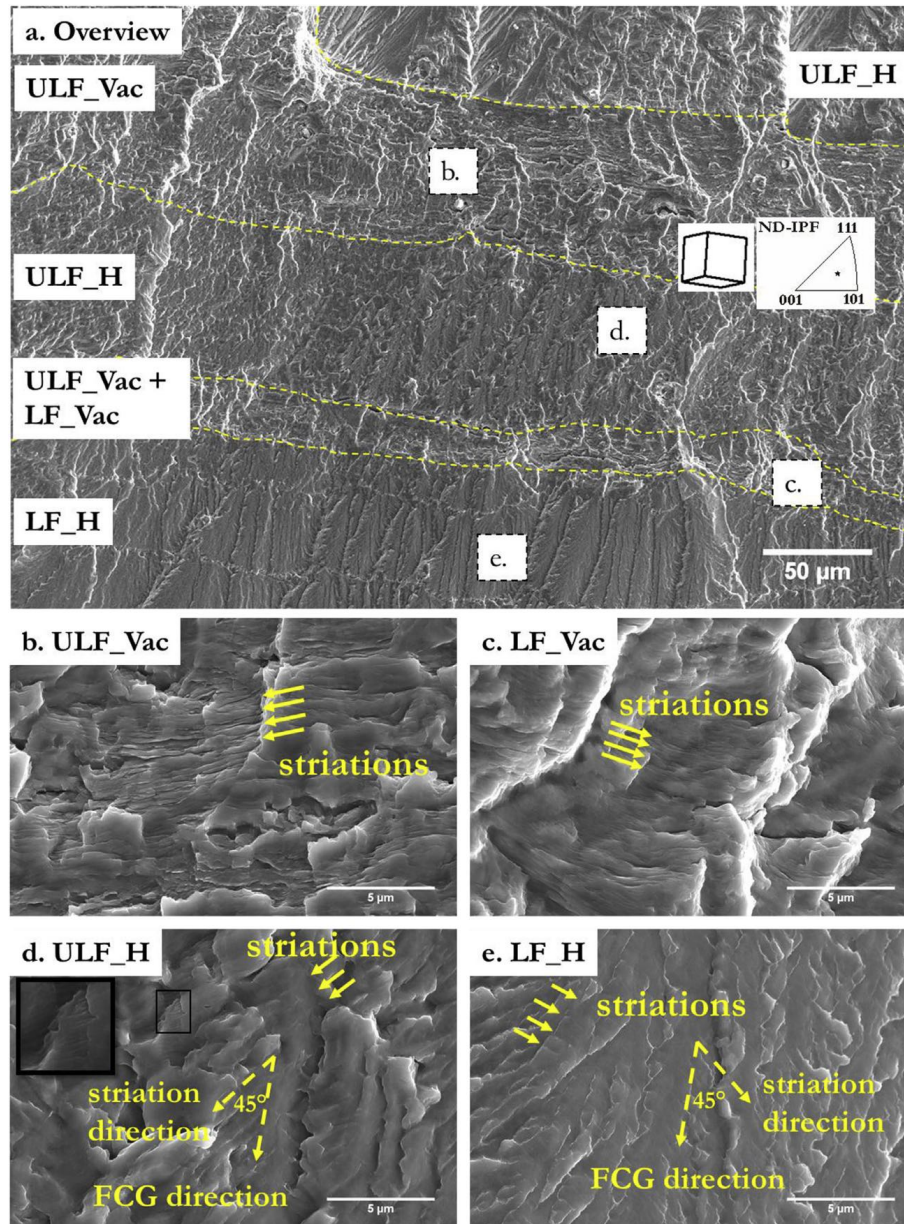 a. Overview
ULF_Vac
ULF_H
b.
ND-IPF 111
001 101
ULF_H
d.
ULF_Vac +
LF_Vac
c.
LF_H
e.
50 µm
b. ULF_Vac
striations
5 µm
c. LF_Vac
striations
5 µm
d. ULF_H
striations
striation
direction
45°
FCG direction
5 µm
e. LF_H
striations
45°
striation
direction
FCG direction
5 µm